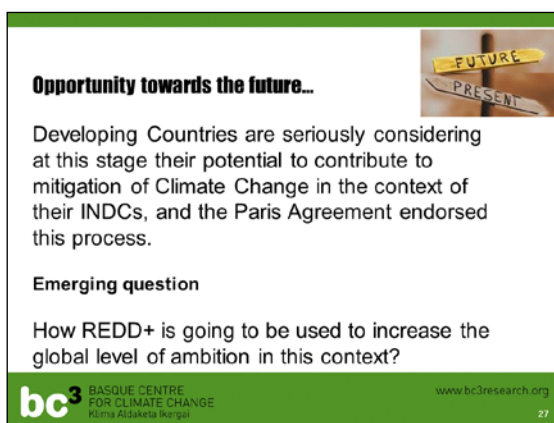 FUTURE
PRESENT
Opportunity towards the future...
Developing Countries are seriously considering
at this stage their potential to contribute to
mitigation of Climate Change in the context of
their INDCs, and the Paris Agreement endorsed
this process.
Emerging question
How REDD+ is going to be used to increase the
global level of ambition in this context?
bc³ BASQUE CENTRE
FOR CLIMATE CHANGE
Klima Aldaketa Ikergai
www.bc3research.org
27